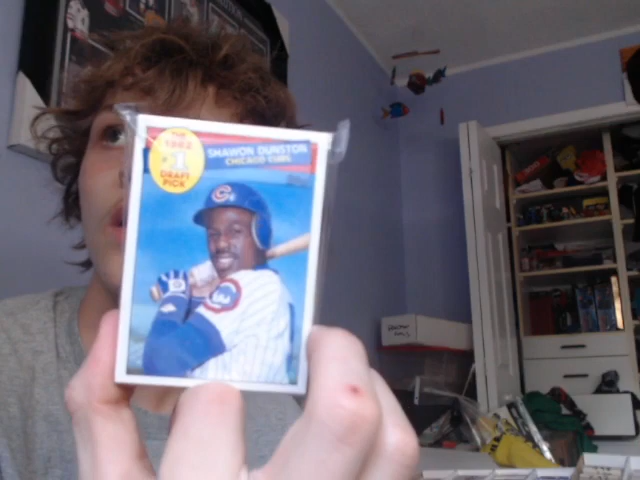 THE
1982
#1
DRAFT
PICK
SHAWON DUNSTON
CHICAGO CUBS
C